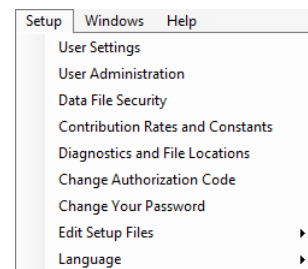 Setup Windows Help
User Settings
User Administration
Data File Security
Contribution Rates and Constants
Diagnostics and File Locations
Change Authorization Code
Change Your Password
Edit Setup Files
Language